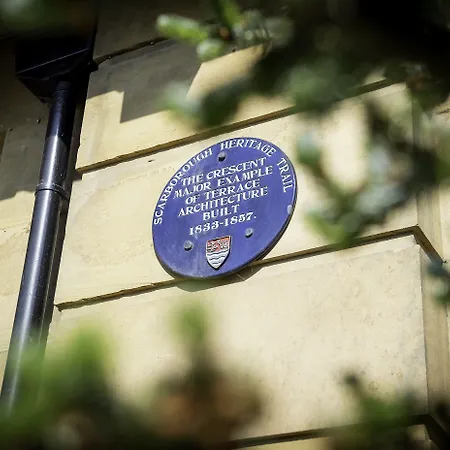 SCARBOROUGH HERITAGE TRAIL
THE CRESCENT
MAJOR EXAMPLE
OF TERRACE
ARCHITECTURE
BUILT
1833-1857.